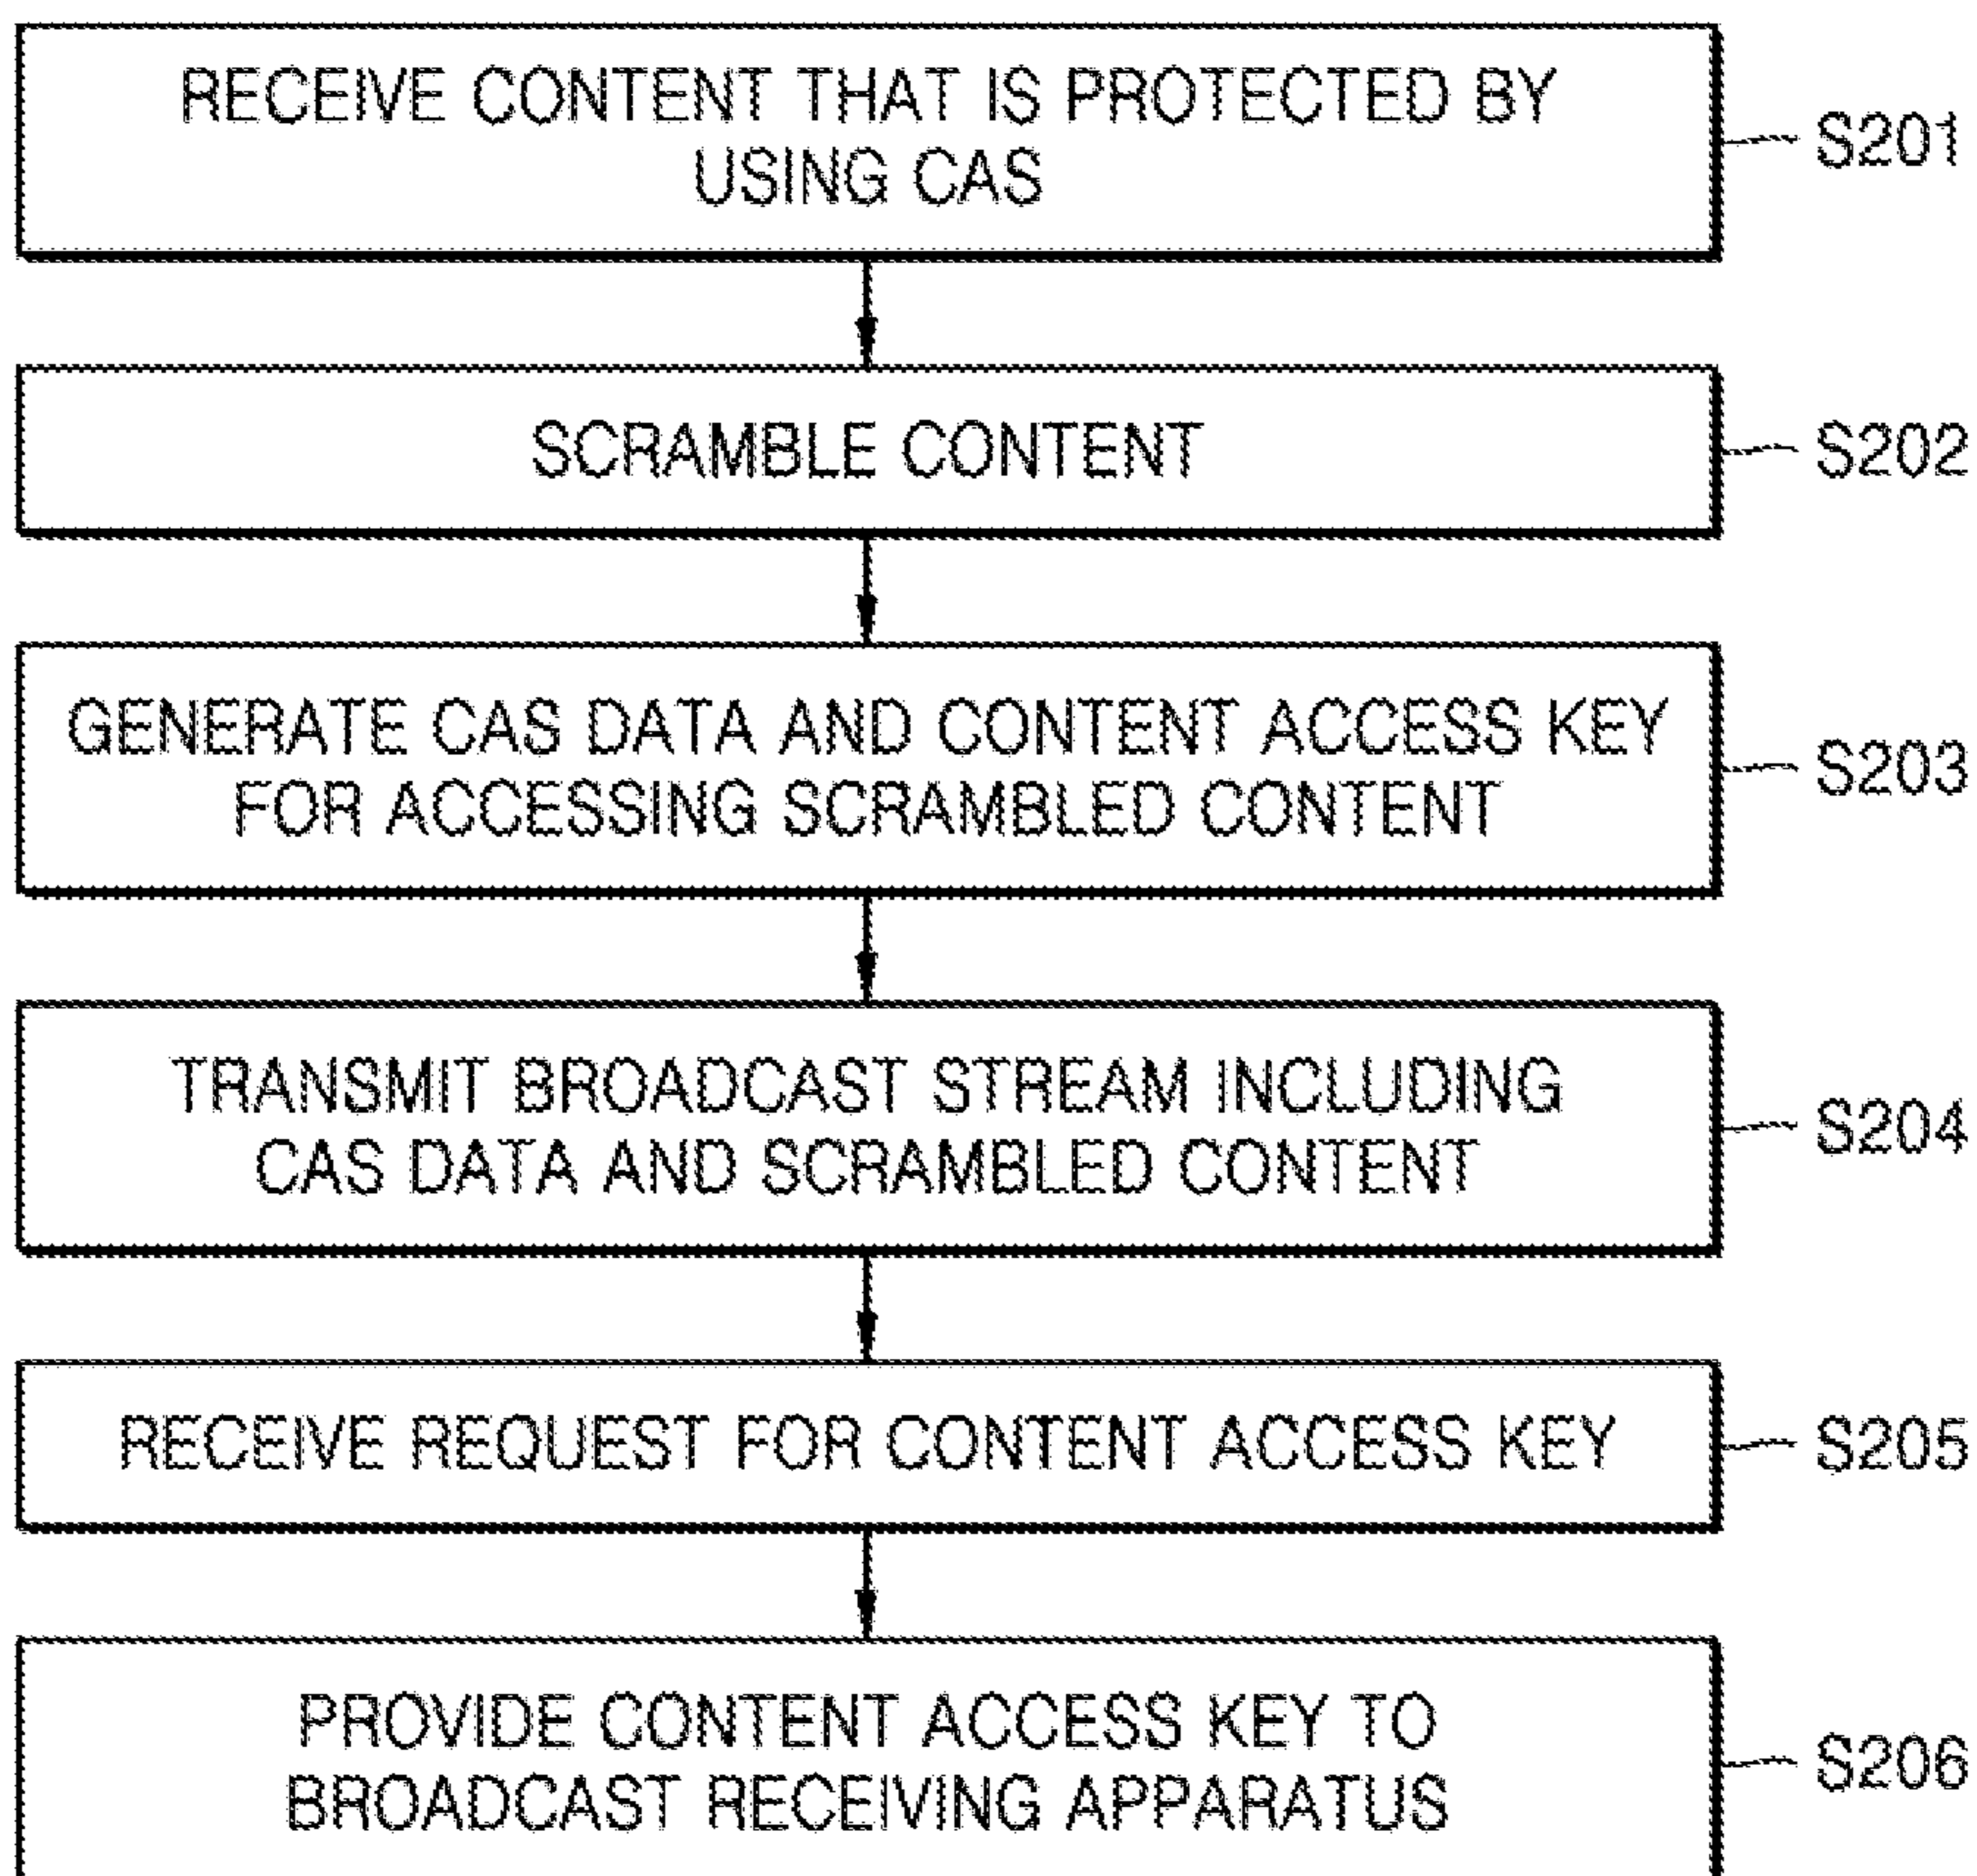 RECEIVE CONTENT THAT IS PROTECTED BY
USING CAS
S201
SCRAMBLE CONTENT
S202
GENERATE CAS DATA AND CONTENT ACCESS KEY
FOR ACCESSING SCRAMBLED CONTENT
S203
TRANSMIT BROADCAST STREAM INCLUDING
CAS DATA AND SCRAMBLED CONTENT
S204
RECEIVE REQUEST FOR CONTENT ACCESS KEY
S205
PROVIDE CONTENT ACCESS KEY TO
BROADCAST RECEIVING APPARATUS
S206